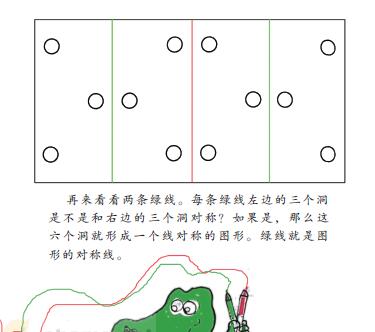 再来看看两条绿线。每条绿线左边的三个洞
是不是和右边的三个洞对称？如果是，那么这
六个洞就形成一个线对称的图形。绿线就是图
形的对称线。